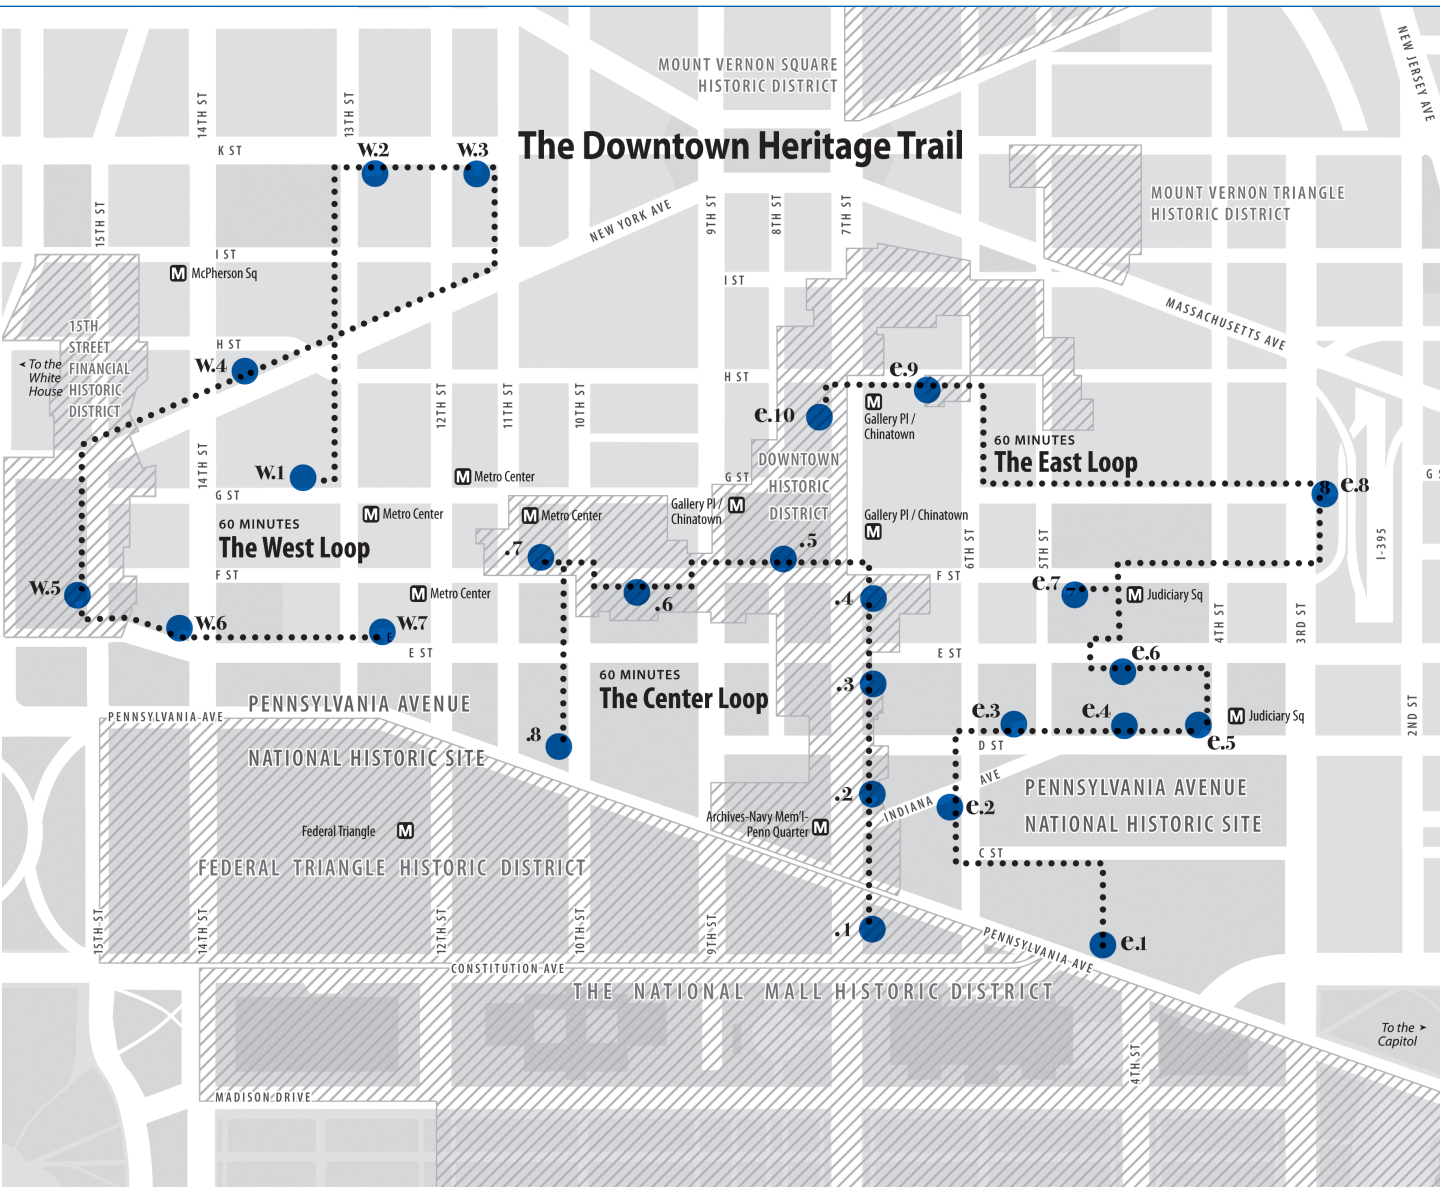 The Downtown Heritage Trail
MOUNT VERNON SQUARE
HISTORIC DISTRICT
NEW JERSEY AVE
14TH ST
13TH ST
K ST
w.2
w.3
15TH ST
9TH ST
8TH ST
7TH ST
NEW YORK AVE
MOUNT VERNON TRIANGLE
HISTORIC DISTRICT
I ST
McPherson Sq
I ST
MASSACHUSETTS AVE
15TH
STREET
FINANCIAL
HISTORIC
DISTRICT
H ST
w.4
To the
White
House
H ST
e.9
e.10
Gallery Pl /
Chinatown
12TH ST
11TH ST
10TH ST
60 MINUTES
The East Loop
14TH ST
w.1
Metro Center
G ST
DOWNTOWN
HISTORIC
DISTRICT
G ST
G S
8
e.8
60 MINUTES
The West Loop
Metro Center
Metro Center
Gallery Pl /
Chinatown
Gallery Pl / Chinatown
I-395
6TH ST
5TH ST
.7
.5
F ST
F ST
w.5
Metro Center
.6
.4
e.7
7
Judiciary Sq
4TH ST
3RD ST
w.6
w.7
E
E ST
E ST
e.6
60 MINUTES
The Center Loop
.3
PENNSYLVANIA AVENUE
NATIONAL HISTORIC SITE
PENNSYLVANIA AVE
.8
e.3
e.4
e.5
Judiciary Sq
2ND ST
D ST
.2
INDIANA AVE
e.2
PENNSYLVANIA AVENUE
NATIONAL HISTORIC SITE
Archives-Navy Mem'l-
Penn Quarter
Federal Triangle
FEDERAL TRIANGLE HISTORIC DISTRICT
C ST
15TH ST
14TH ST
12TH ST
10TH ST
9TH ST
.1
e.1
PENNSYLVANIA AVE
CONSTITUTION AVE
THE NATIONAL MALL HISTORIC DISTRICT
To the
Capitol
4TH ST
MADISON DRIVE
M
M
M
M
M
M
M
M
M
M
M
M